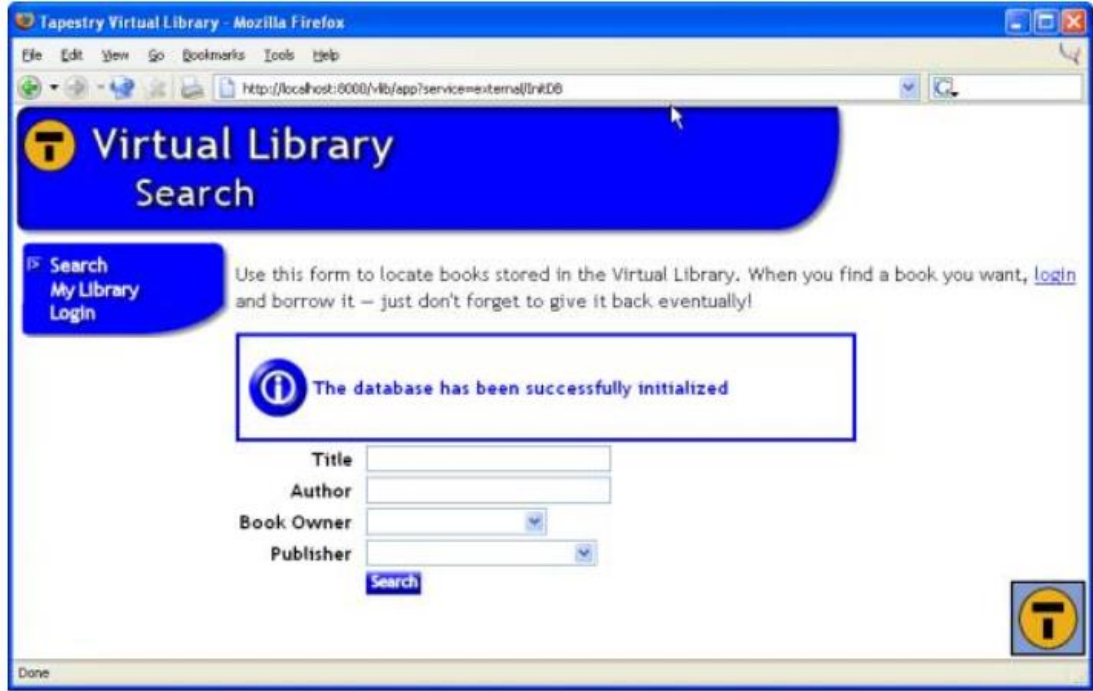 Tapestry Virtual Library - Mozilla Firefox
File Edit View Go Bookmarks Tools Help
http://localhost:8000/vlib/app?service=external/InitDB
Virtual Library
Search
Search
My Library
Login
Use this form to locate books stored in the Virtual Library. When you find a book you want, login
and borrow it – just don't forget to give it back eventually!
The database has been successfully initialized
Title
Author
Book Owner
Publisher
Search
Done